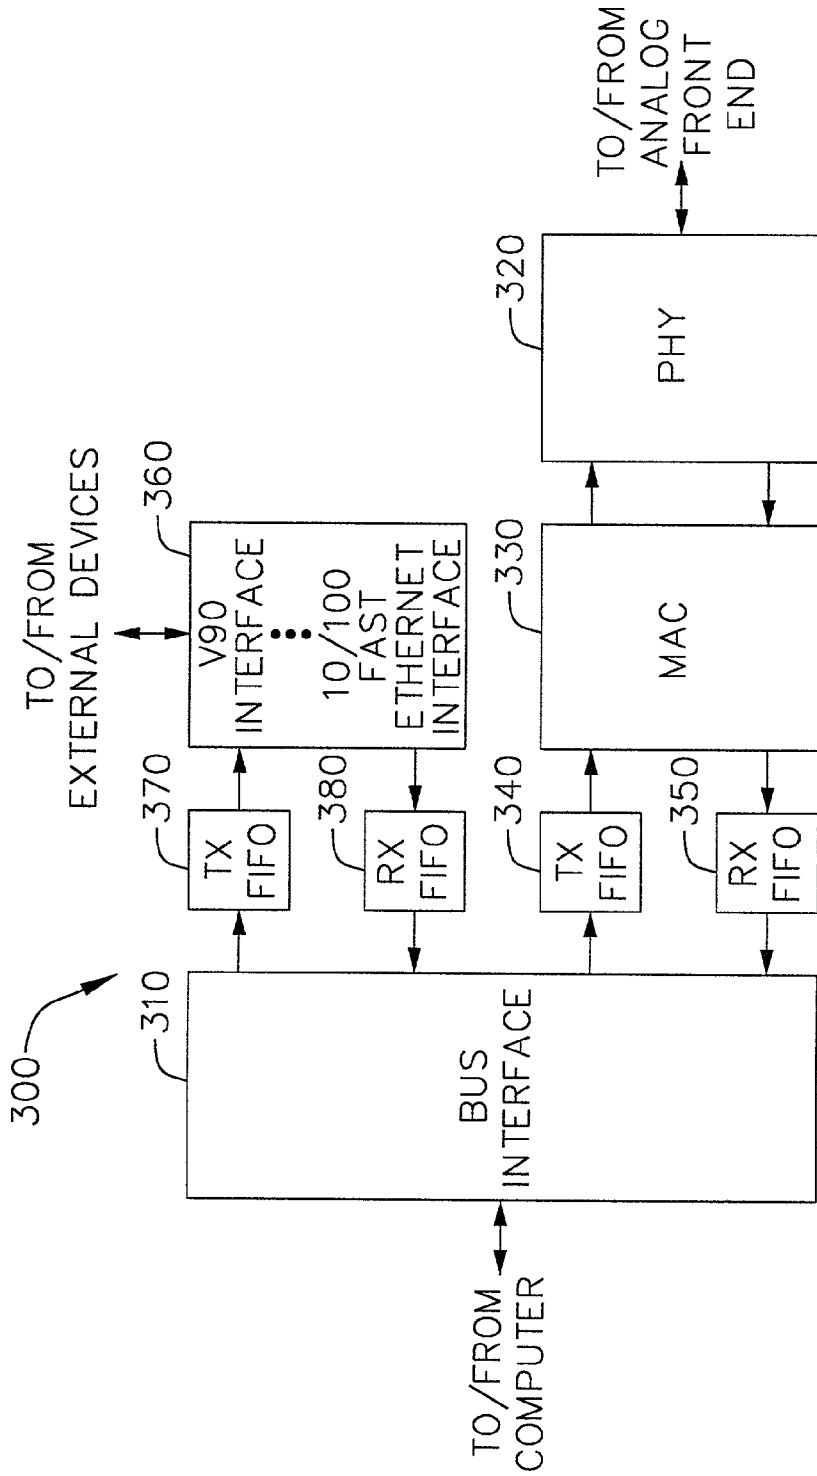 300
310
BUS
INTERFACE
TO/FROM
COMPUTER
370
TX
FIFO
380
RX
FIFO
340
TX
FIFO
350
RX
FIFO
TO/FROM
EXTERNAL DEVICES
360
V90
INTERFACE
10/100
FAST
ETHERNET
INTERFACE
330
MAC
320
PHY
TO/FROM
ANALOG
FRONT
END